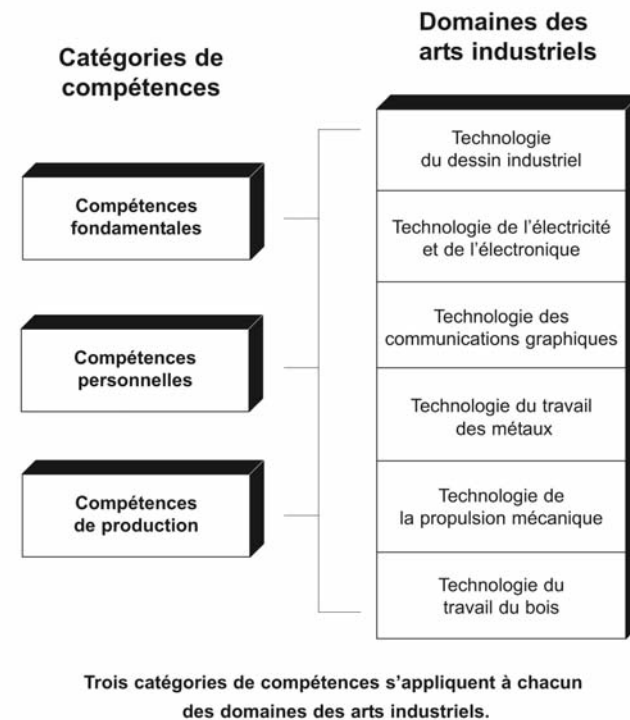 Catégories de
compétences
Compétences
fondamentales
Compétences
personnelles
Compétences
de production
Domaines des
arts industriels
Technologie
du dessin industriel
Technologie de l'électricité
et de l'électronique
Technologie des
communications graphiques
Technologie du travail
des métaux
Technologie de
la propulsion mécanique
Technologie du
travail du bois
Trois catégories de compétences s'appliquent à chacun
des domaines des arts industriels.